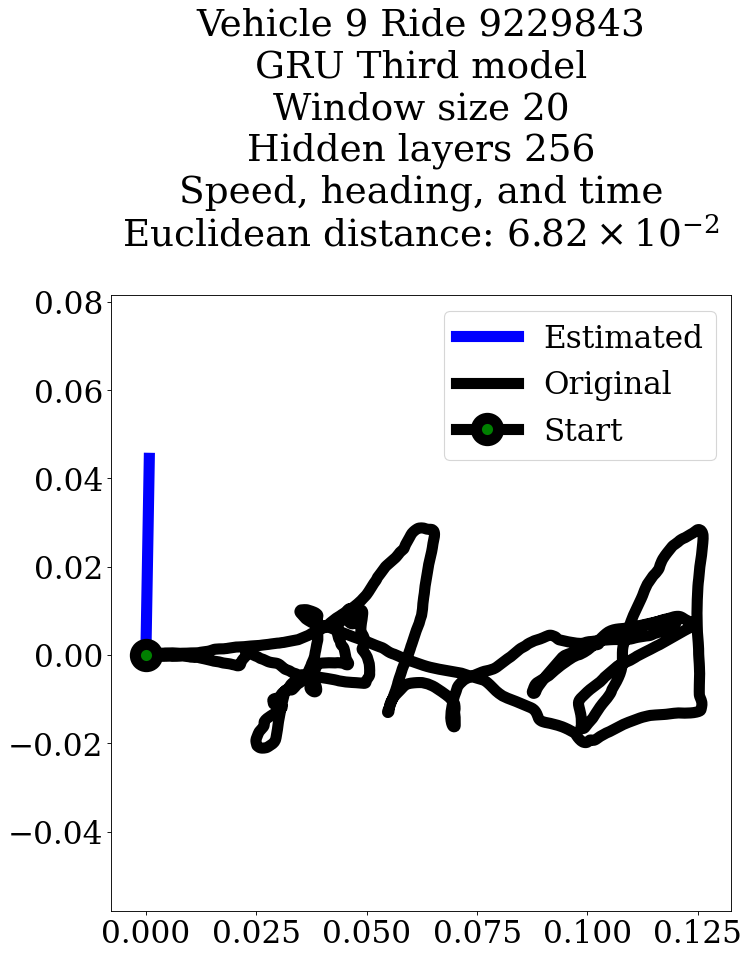 Vehicle 9 Ride 9229843
GRU Third model
Window size 20
Hidden layers 256
Speed, heading, and time
Euclidean distance: 6.82 × 10⁻²
0.08
0.06
0.04
0.02
0.00
−0.02
−0.04
Estimated
Original
Start
0.000 0.025 0.050 0.075 0.100 0.125